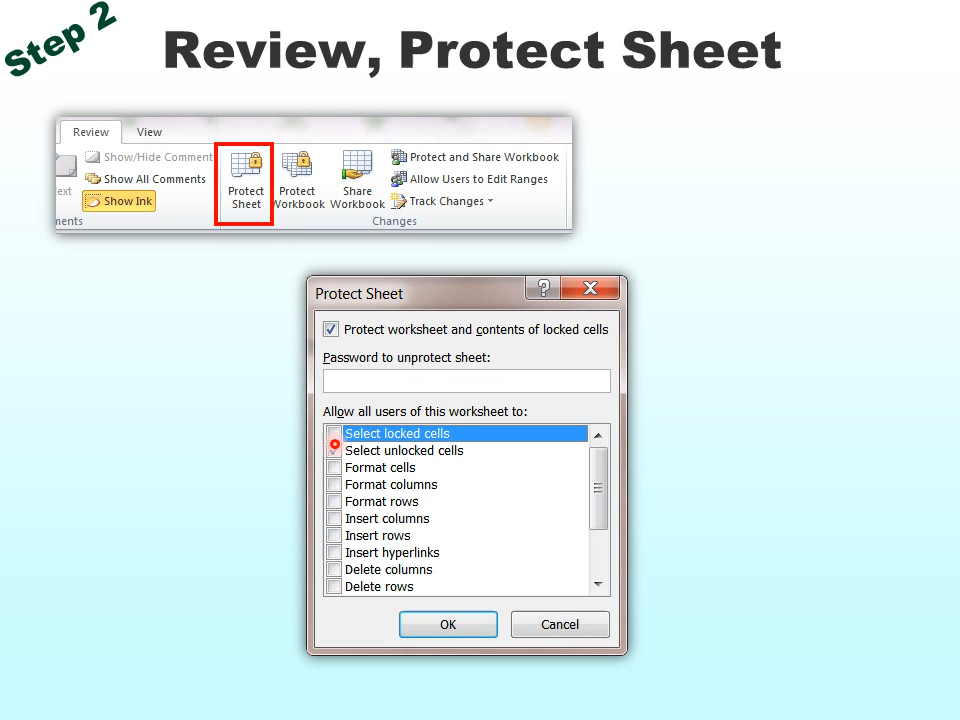 Step 2
Review, Protect Sheet
Review View
Show/Hide Comment
Show All Comments
Show Ink
ext
ments
Protect
Sheet
Protect
Workbook
Share
Workbook
Protect and Share Workbook
Allow Users to Edit Ranges
Track Changes
Changes
Protect Sheet
Protect worksheet and contents of locked cells
Password to unprotect sheet:
Allow all users of this worksheet to:
Select locked cells
Select unlocked cells
Format cells
Format columns
Format rows
Insert columns
Insert rows
Insert hyperlinks
Delete columns
Delete rows
OK Cancel